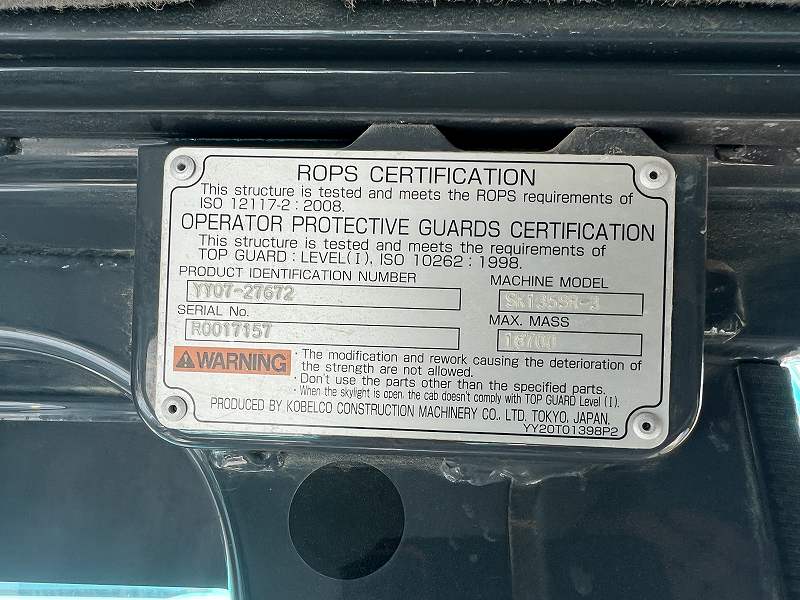 ROPS CERTIFICATION
This structure is tested and meets the ROPS requirements of
ISO 12117-2 : 2008.
OPERATOR PROTECTIVE GUARDS CERTIFICATION
This structure is tested and meets the requirements of
TOP GUARD : LEVEL(I), ISO 10262 : 1998.
PRODUCT IDENTIFICATION NUMBER
YY07-27672
MACHINE MODEL
SK135SR-3
SERIAL No.
R0017157
MAX. MASS
16700
WARNING
· The modification and rework causing the deterioration of
the strength are not allowed.
· Don't use the parts other than the specified parts.
· When the skylight is open, the cab doesn't comply with TOP GUARD Level (I).
PRODUCED BY KOBELCO CONSTRUCTION MACHINERY CO., LTD. TOKYO, JAPAN.
YY20T01398P2